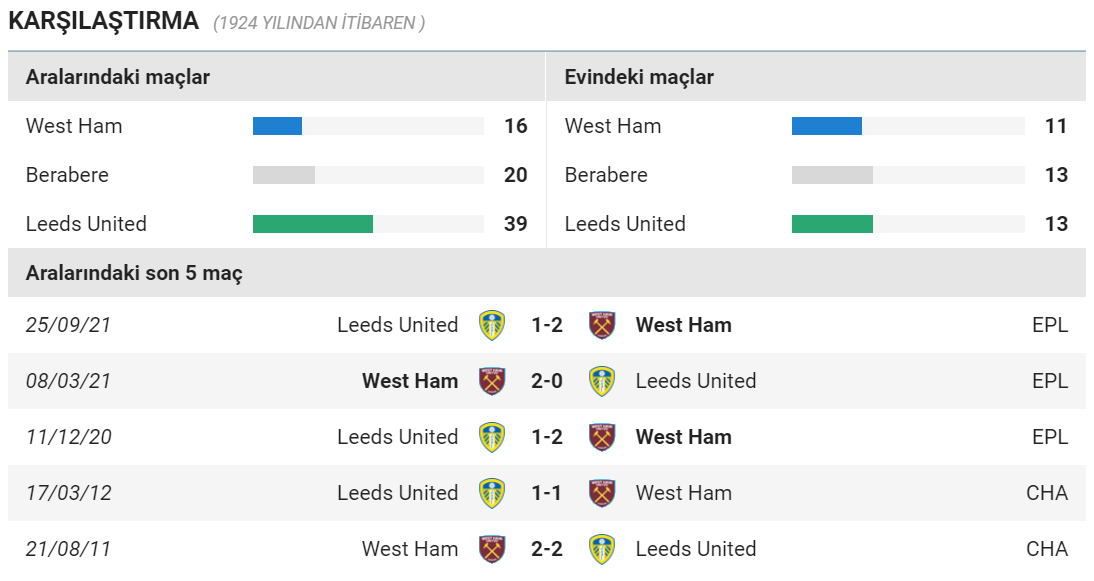 KARŞILAŞTIRMA (1924 YILINDAN İTİBAREN )
Aralarındaki maçlar
West Ham 16
Berabere 20
Leeds United 39
Evindeki maçlar
West Ham 11
Berabere 13
Leeds United 13
Aralarındaki son 5 maç
25/09/21 Leeds United 1-2 West Ham EPL
08/03/21 West Ham 2-0 Leeds United EPL
11/12/20 Leeds United 1-2 West Ham EPL
17/03/12 Leeds United 1-1 West Ham CHA
21/08/11 West Ham 2-2 Leeds United CHA